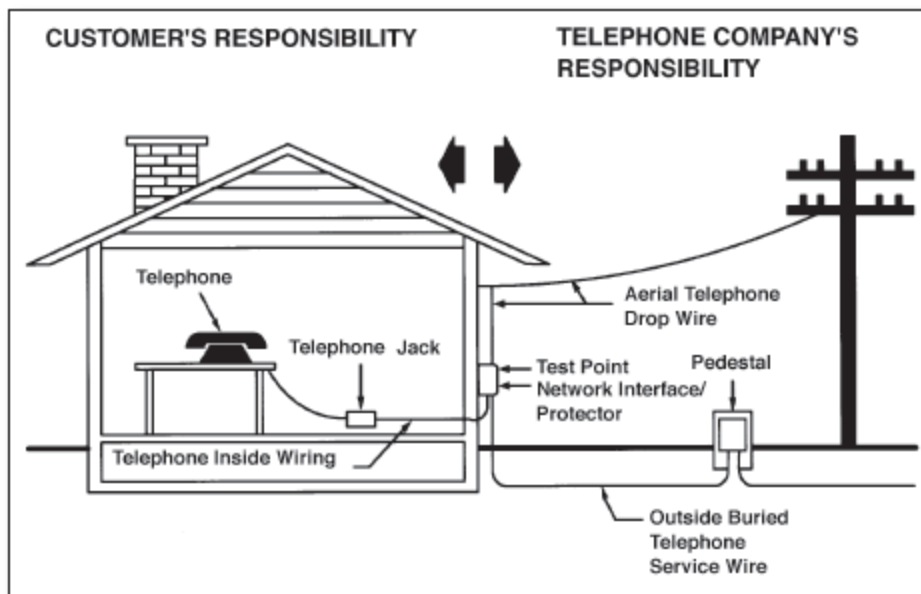 CUSTOMER'S RESPONSIBILITY
TELEPHONE COMPANY'S
RESPONSIBILITY
Telephone
Telephone Jack
Telephone Inside Wiring
Aerial Telephone
Drop Wire
Test Point
Network Interface/
Protector
Pedestal
Outside Buried
Telephone
Service Wire